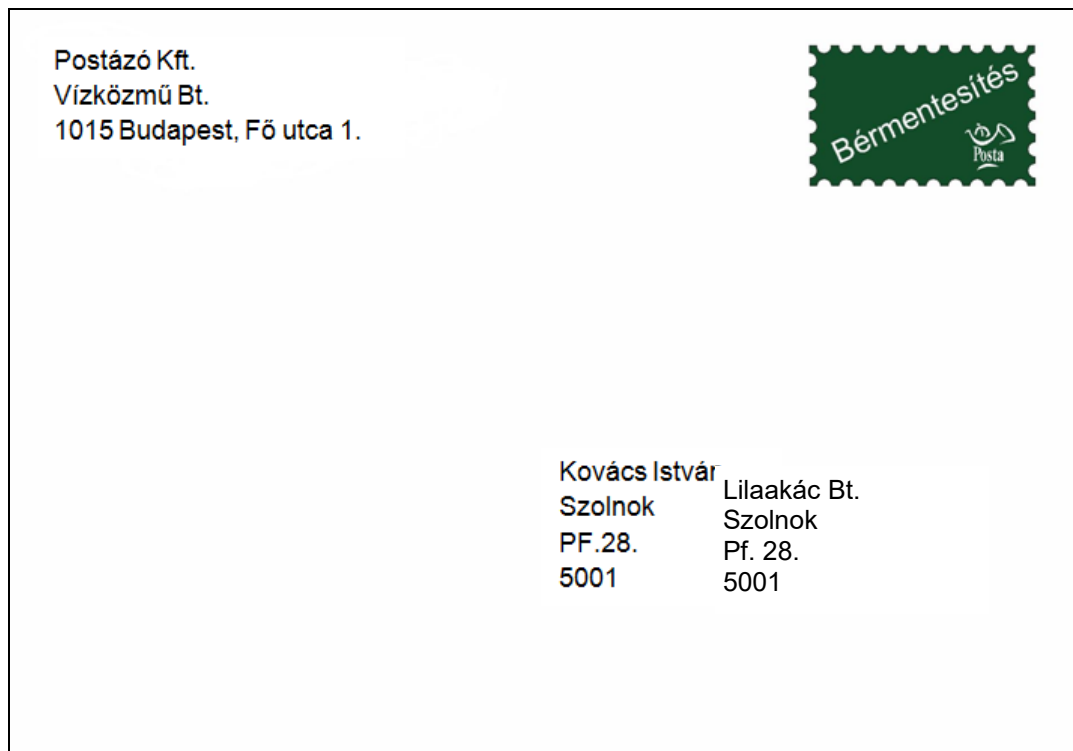 Postázó Kft.
Vízközmű Bt.
1015 Budapest, Fő utca 1.
Bérmentesítés
Posta
Kovács Istvár
Szolnok
PF.28.
5001
Lilaakác Bt.
Szolnok
Pf. 28.
5001